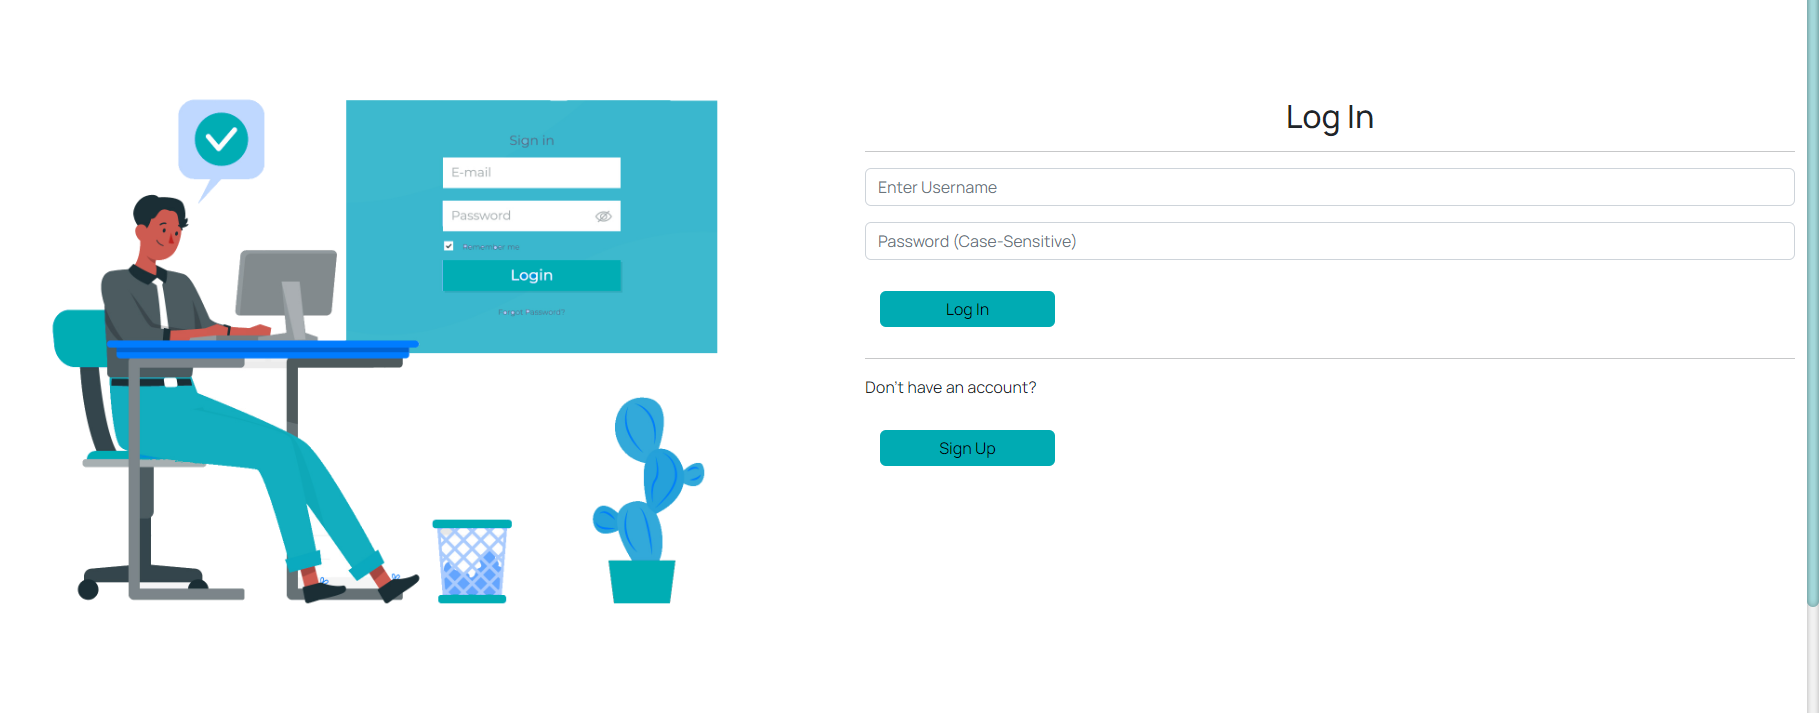 Sign in
E-mail
Password
Remember me
Login
Forgot Password?
Log In
Enter Username
Password (Case-Sensitive)
Log In
Don't have an account?
Sign Up